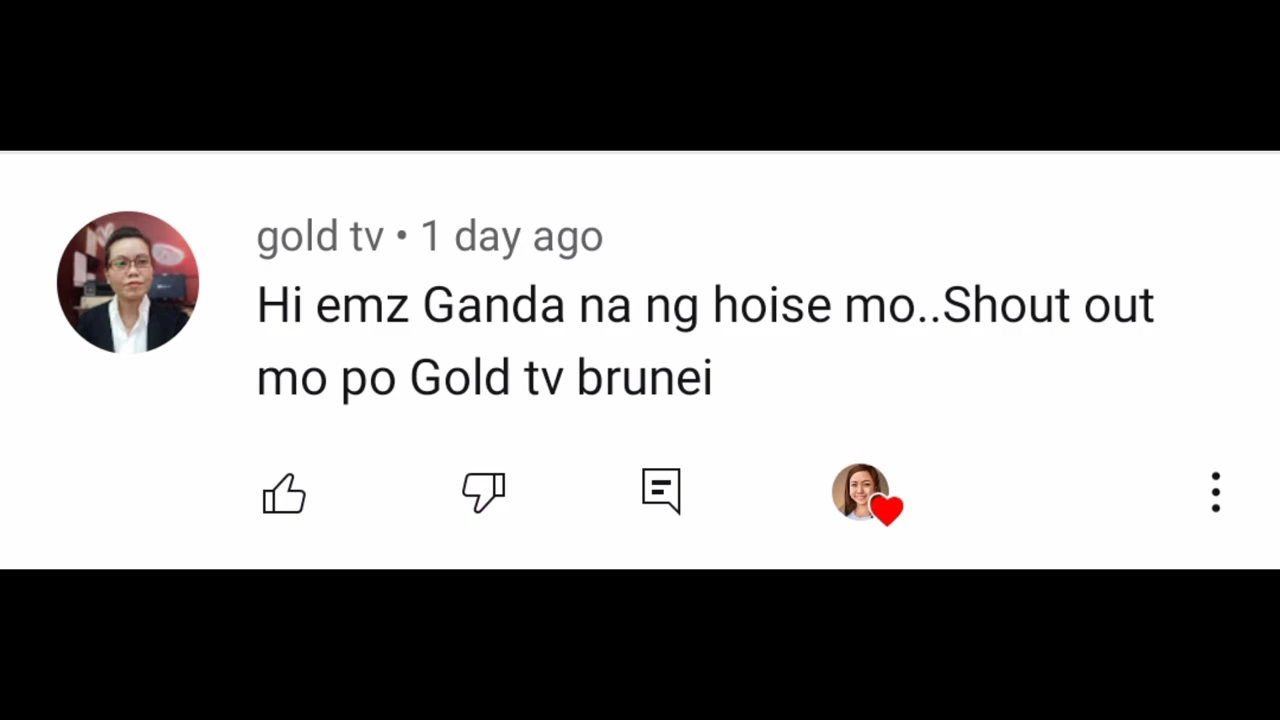 gold tv • 1 day ago
Hi emz Ganda na ng hoise mo..Shout out
mo po Gold tv brunei